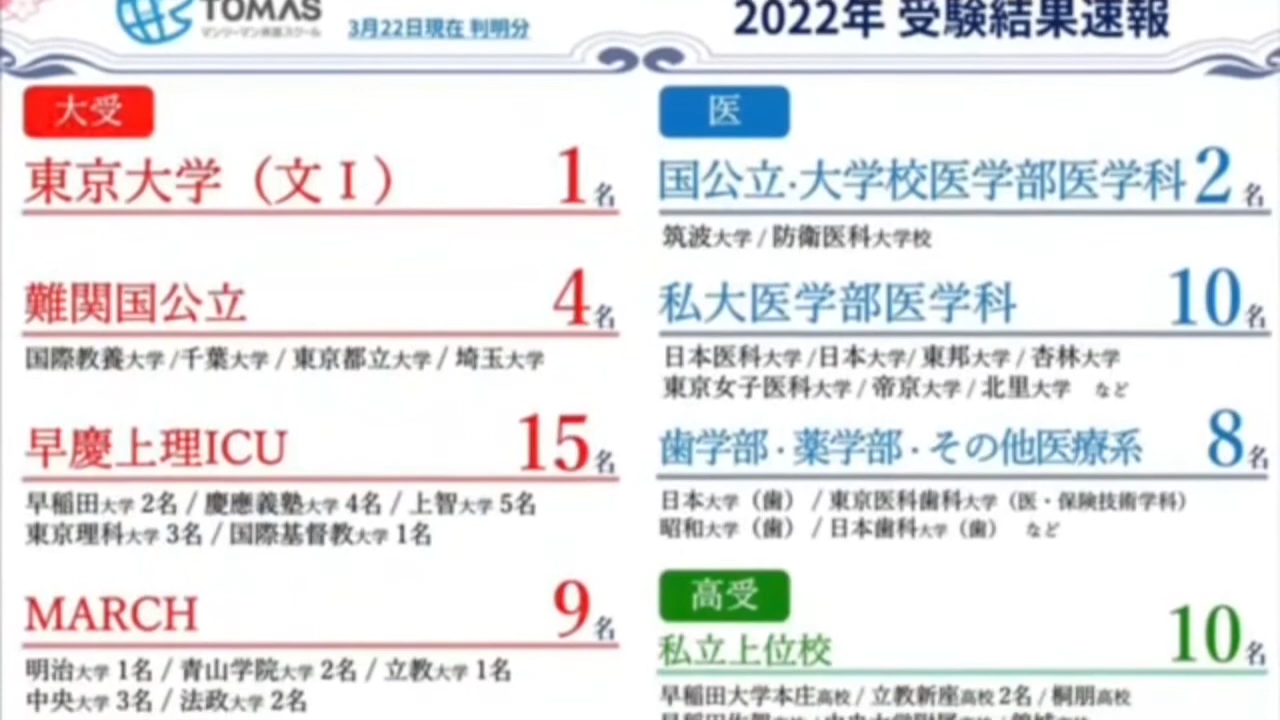 TOMAS
マンツーマン英語スクール
3月22日現在 判明分
2022年 受験結果速報
大受
東京大学（文Ⅰ） 1名
難関国公立 4名
国際教養大学 / 千葉大学 / 東京都立大学 / 埼玉大学
早慶上理ICU 15名
早稲田大学 2名 / 慶應義塾大学 4名 / 上智大学 5名
東京理科大学 3名 / 国際基督教大学 1名
MARCH 9名
明治大学 1名 / 青山学院大学 2名 / 立教大学 1名
中央大学 3名 / 法政大学 2名
医
国公立·大学校医学部医学科 2名
筑波大学 / 防衛医科大学校
私大医学部医学科 10名
日本医科大学 / 日本大学 / 東邦大学 / 杏林大学
東京女子医科大学 / 帝京大学 / 北里大学 など
歯学部・薬学部・その他医療系 8名
日本大学（歯） / 東京医科歯科大学（医・保険技術学科）
昭和大学（歯） / 日本歯科大学（歯） など
高受
私立上位校 10名
早稲田大学本庄高校 / 立教新座高校 2名 / 桐朋高校